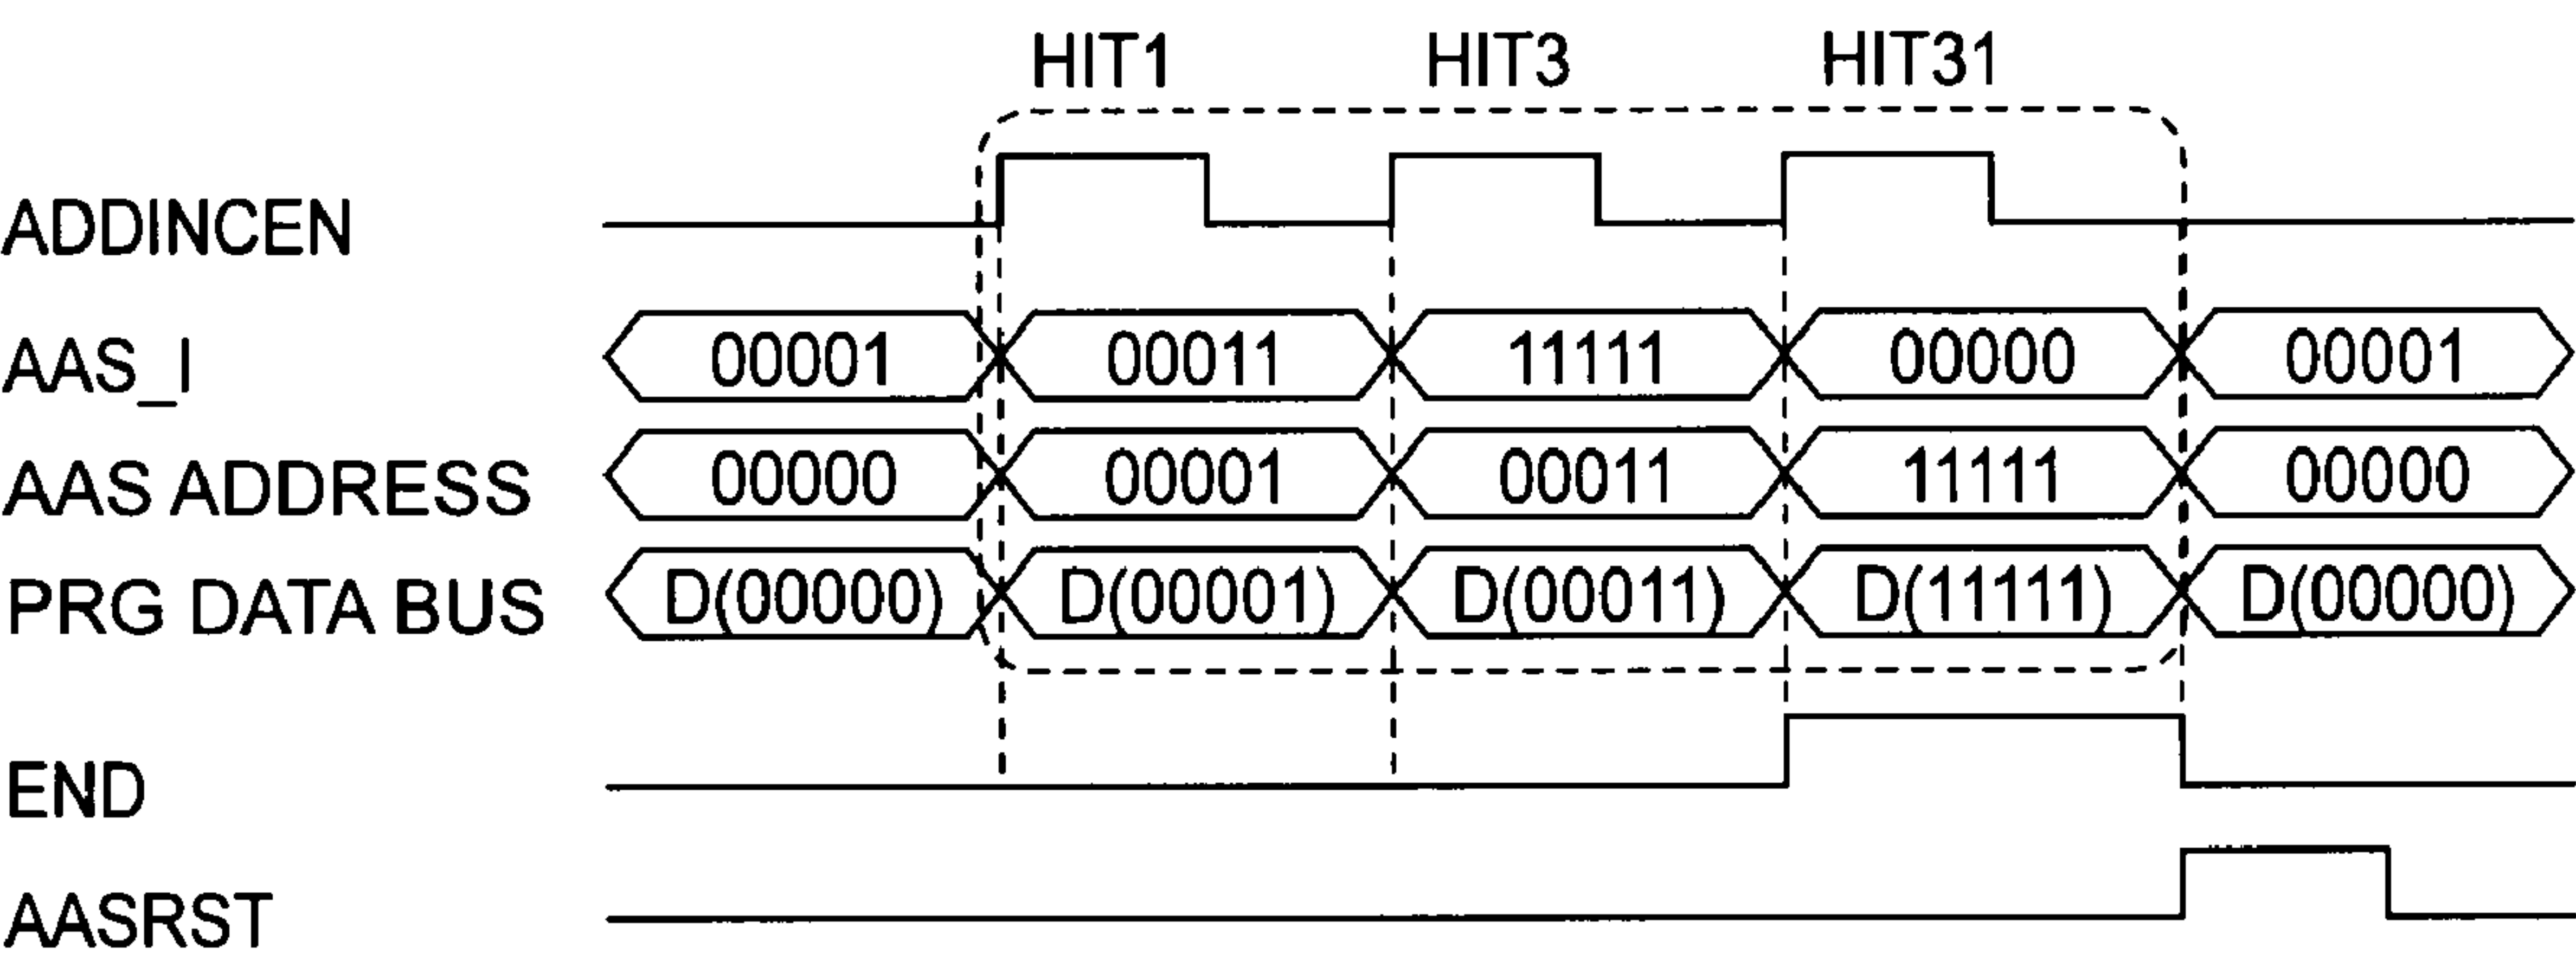 HIT1 HIT3 HIT31
ADDINCEN
AAS_I 00001 00011 11111 00000 00001
AAS ADDRESS 00000 00001 00011 11111 00000
PRG DATA BUS D(00000) D(00001) D(00011) D(11111) D(00000)
END
AASRST